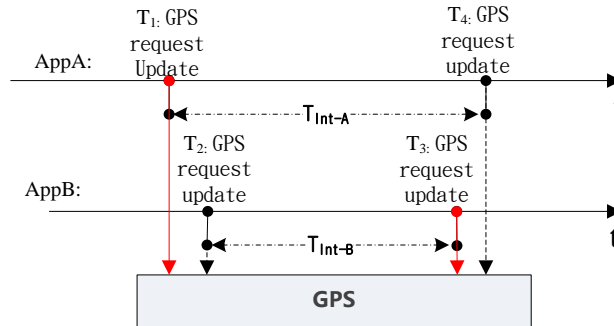 T1: GPS
request
Update
T4: GPS
request
update
AppA:
TInt-A
T2: GPS
request
update
T3: GPS
request
update
AppB:
t
TInt-B
GPS